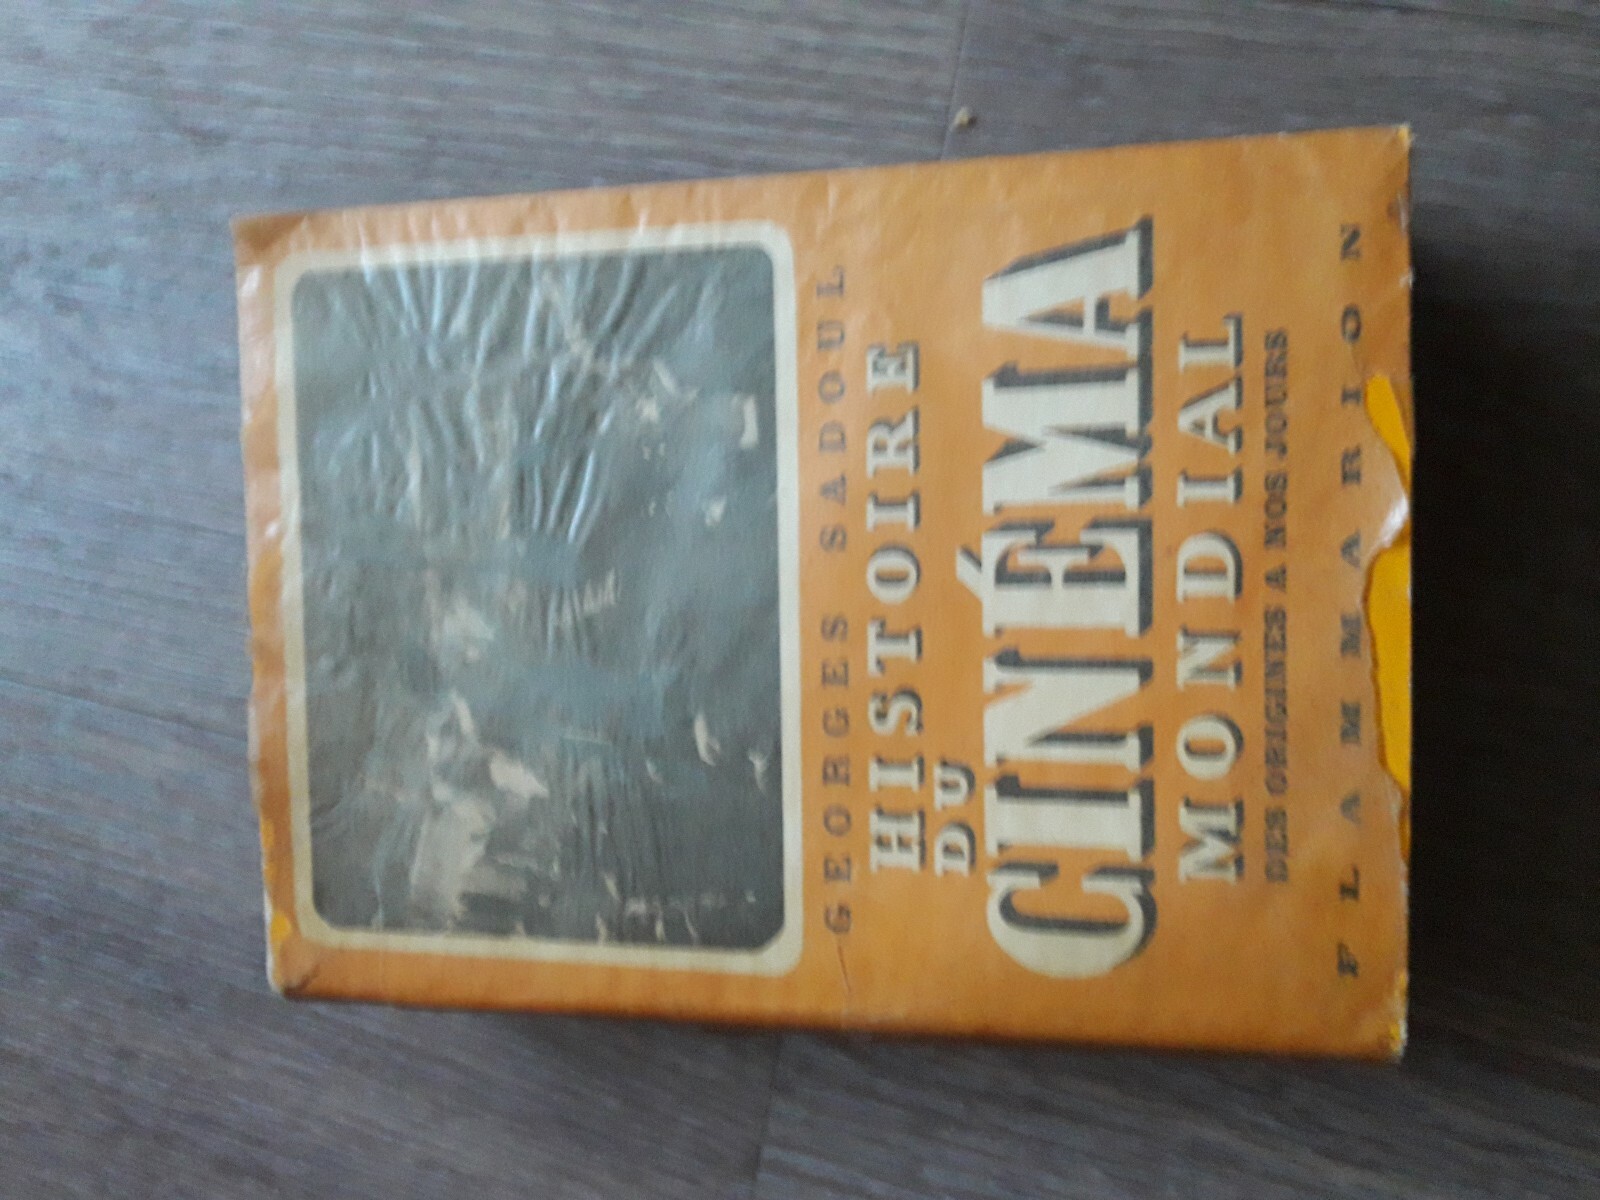 GEORGES SADOUL
HISTOIRE
DU
CINÉMA
MONDIAL
DES ORIGINES A NOS JOURS
FLAMMARION